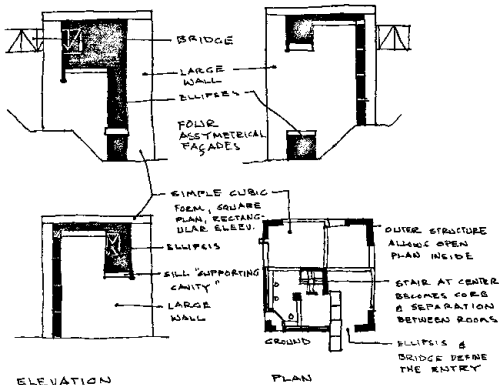 BRIDGE
LARGE
WALL
ELLIPSES
FOUR
ASSYMETRICAL
FAÇADES
SIMPLE CUBIC
FORM, SQUARE
PLAN, RECTANG-
ULAR ELEV.
ELLIPSIS
SILL "SUPPORTING
CAVITY"
LARGE
WALL
OUTER STRUCTURE
ALLOWS OPEN
PLAN INSIDE
STAIR AT CENTER
BECOMES CORE
& SEPARATION
BETWEEN ROOMS
GROUND
ELLIPSIS &
BRIDGE DEFINE
THE ENTRY
ELEVATION
PLAN